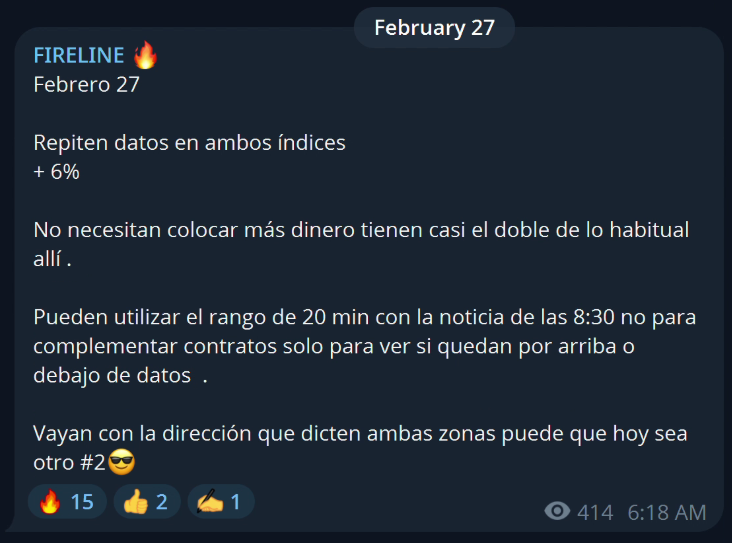 February 27
FIRELINE 🔥
Febrero 27
Repiten datos en ambos índices
+ 6%
No necesitan colocar más dinero tienen casi el doble de lo habitual
allí .
Pueden utilizar el rango de 20 min con la noticia de las 8:30 no para
complementar contratos solo para ver si quedan por arriba o
debajo de datos  .
Vayan con la dirección que dicten ambas zonas puede que hoy sea
otro #2😎
🔥 15 👍 2 ✍️ 1
414 6:18 AM